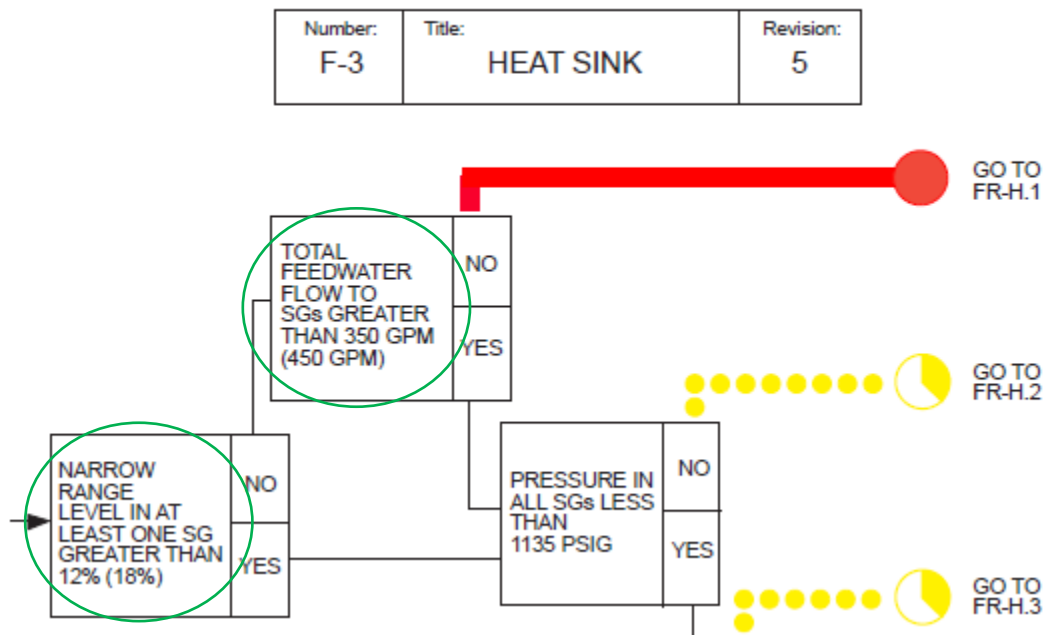 Number:
F-3
Title:
HEAT SINK
Revision:
5
GO TO
FR-H.1
TOTAL
FEEDWATER
FLOW TO
SGs GREATER
THAN 350 GPM
(450 GPM)
NO
YES
GO TO
FR-H.2
NARROW
RANGE
LEVEL IN AT
LEAST ONE SG
GREATER THAN
12% (18%)
NO
YES
PRESSURE IN
ALL SGs LESS
THAN
1135 PSIG
NO
YES
GO TO
FR-H.3